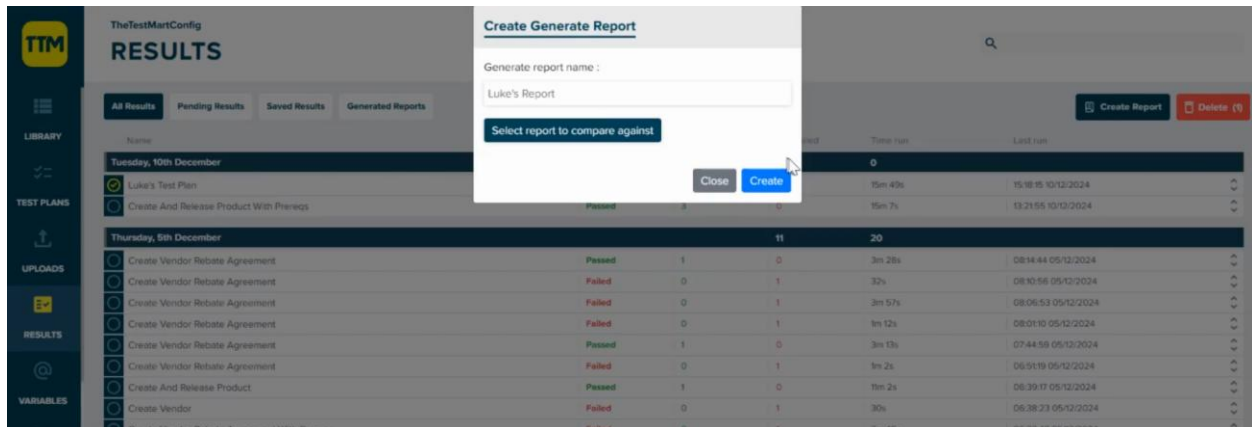 TTM
TheTestMartConfig
RESULTS
LIBRARY
TEST PLANS
UPLOADS
RESULTS
VARIABLES
Create Generate Report
Generate report name :
Luke's Report
Select report to compare against
Close Create
All Results Pending Results Saved Results Generated Reports
Create Report Delete (1)
Name Time run Last run
Tuesday, 10th December 0
Luke's Test Plan 15m 49s 15:18:15 10/12/2024
Create And Release Product With Prereqs Passed 3 0 15m 7s 13:21:55 10/12/2024
Thursday, 5th December 11 20
Create Vendor Rebate Agreement Passed 1 0 3m 28s 08:14:44 05/12/2024
Create Vendor Rebate Agreement Failed 0 1 32s 08:10:56 05/12/2024
Create Vendor Rebate Agreement Failed 0 1 3m 57s 08:06:53 05/12/2024
Create Vendor Rebate Agreement Failed 0 1 1m 12s 08:01:10 05/12/2024
Create Vendor Rebate Agreement Passed 1 0 3m 13s 07:44:59 05/12/2024
Create Vendor Rebate Agreement Failed 0 1 1m 2s 06:51:19 05/12/2024
Create And Release Product Passed 1 0 11m 2s 06:39:17 05/12/2024
Create Vendor Failed 0 1 30s 06:38:23 05/12/2024